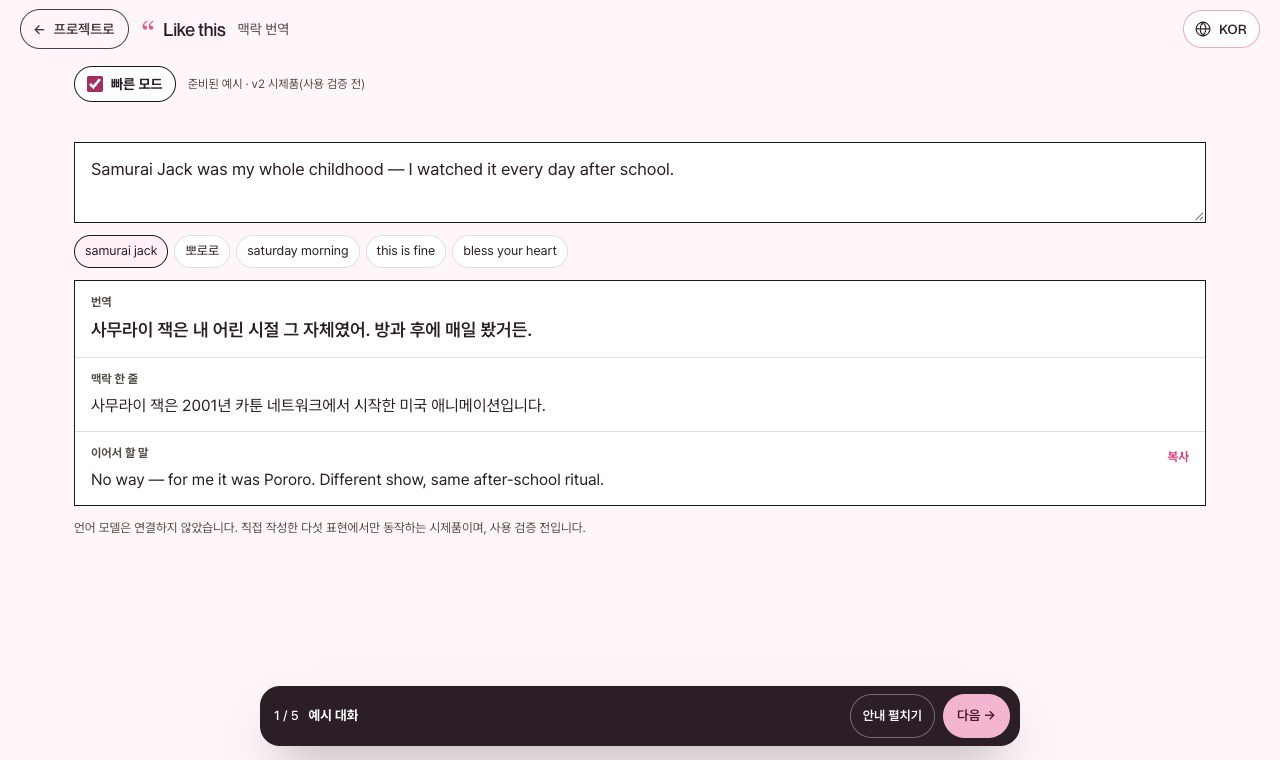 ← 프로젝트로 “ Like this 맥락 번역 KOR
빠른 모드 준비된 예시 · v2 시제품(사용 검증 전)
Samurai Jack was my whole childhood — I watched it every day after school.
samurai jack 뽀로로 saturday morning this is fine bless your heart
번역
사무라이 잭은 내 어린 시절 그 자체였어. 방과 후에 매일 봤거든.
맥락 한 줄
사무라이 잭은 2001년 카툰 네트워크에서 시작한 미국 애니메이션입니다.
이어서 할 말 복사
No way — for me it was Pororo. Different show, same after-school ritual.
언어 모델은 연결하지 않았습니다. 직접 작성한 다섯 표현에서만 동작하는 시제품이며, 사용 검증 전입니다.
1 / 5 예시 대화 안내 펼치기 다음 →